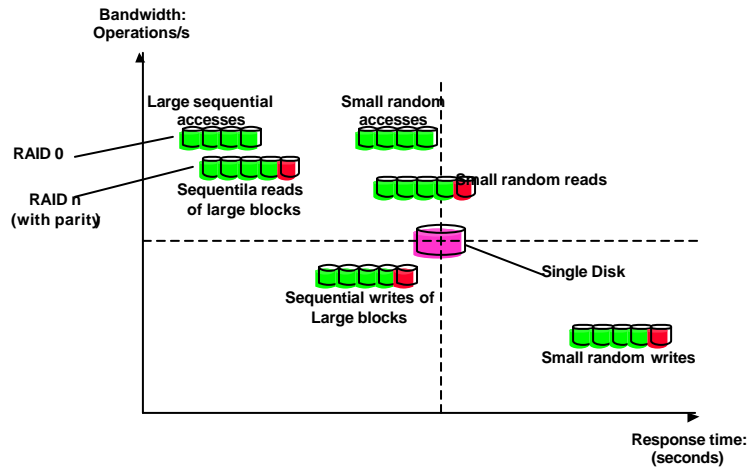 Bandwidth:
Operations/s
Large sequential
accesses
Small random
accesses
RAID 0
RAID n
(with parity)
Sequentila reads
of large blocks
Small random reads
Single Disk
Sequential writes of
Large blocks
Small random writes
Response time:
(seconds)